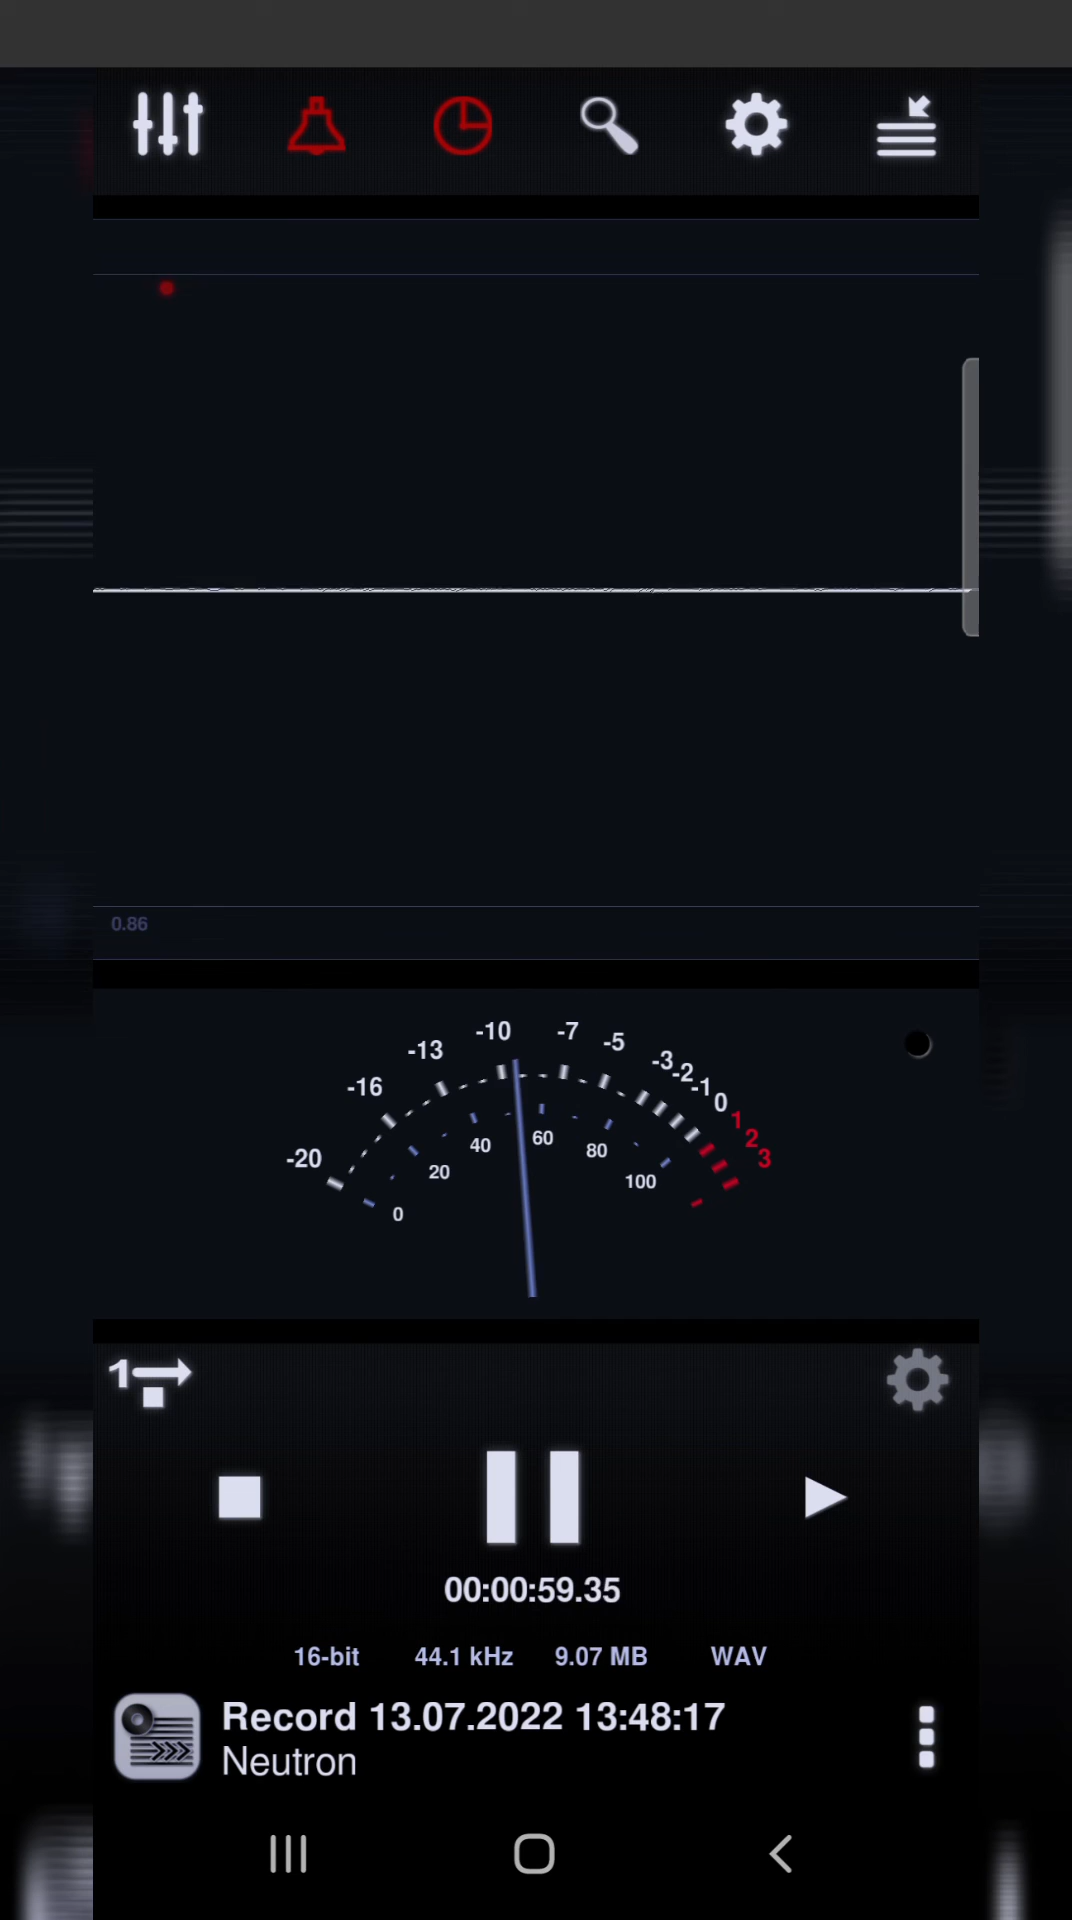 0.86
-20 -16 -13 -10 -7 -5 -3 -2 -1 0 1 2 3
0 20 40 60 80 100
1
00:00:59.35
16-bit 44.1 kHz 9.07 MB WAV
Record 13.07.2022 13:48:17
Neutron